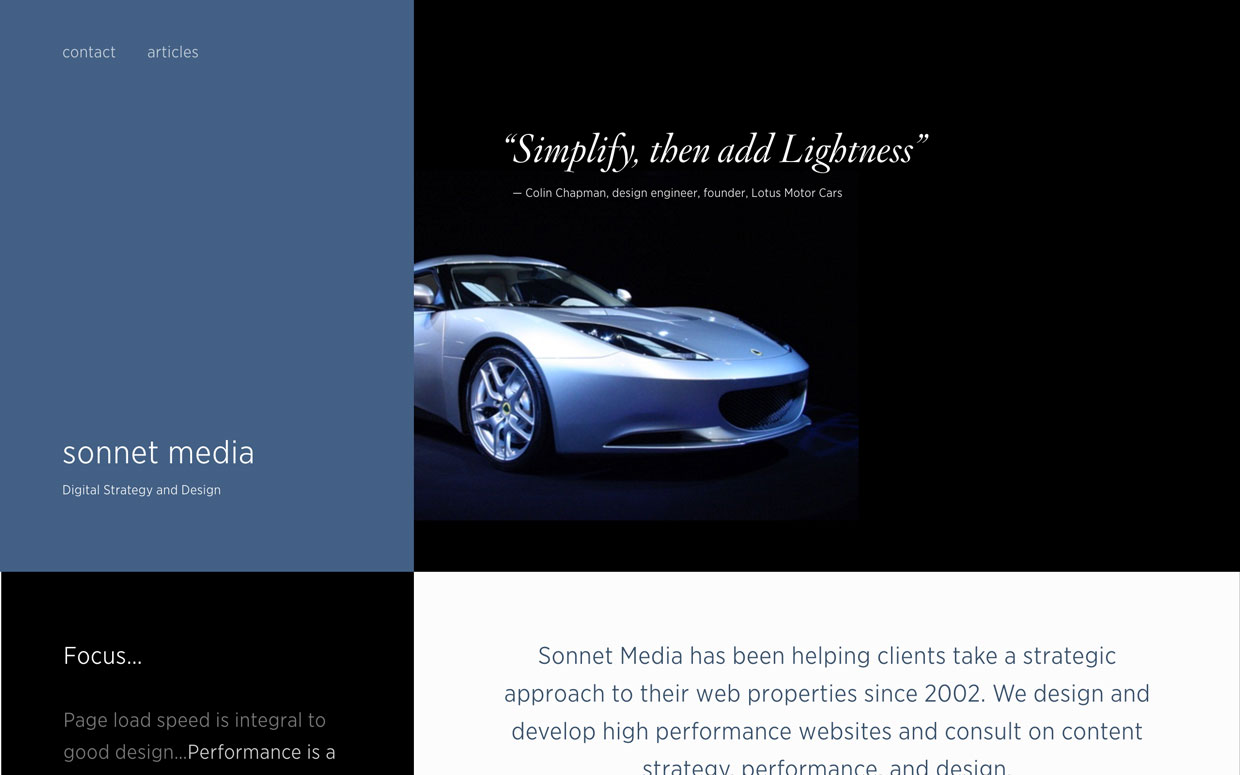 contact articles
“Simplify, then add Lightness”
— Colin Chapman, design engineer, founder, Lotus Motor Cars
sonnet media
Digital Strategy and Design
Focus...
Page load speed is integral to
good design...Performance is a
Sonnet Media has been helping clients take a strategic
approach to their web properties since 2002. We design and
develop high performance websites and consult on content
strategy, performance, and design.